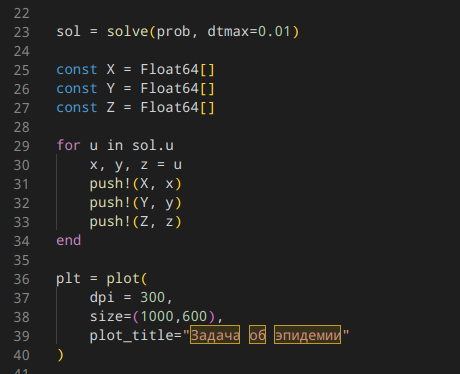 22
23 sol = solve(prob, dtmax=0.01)
24
25 const X = Float64[]
26 const Y = Float64[]
27 const Z = Float64[]
28
29 for u in sol.u
30     x, y, z = u
31     push!(X, x)
32     push!(Y, y)
33     push!(Z, z)
34 end
35
36 plt = plot(
37     dpi = 300,
38     size=(1000,600),
39     plot_title="Задача об эпидемии"
40 )
41